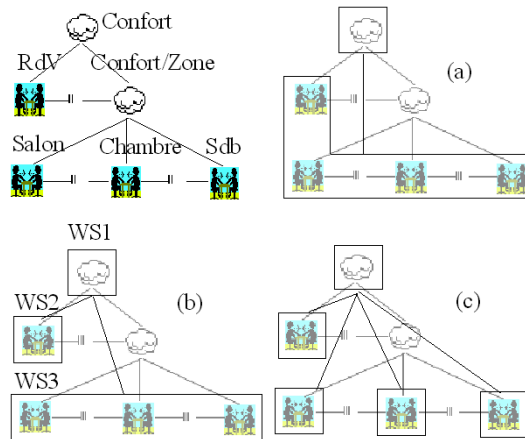 Confort
RdV Confort/Zone
Salon Chambre Sdb
(a)
WS1
WS2
(b)
WS3
(c)